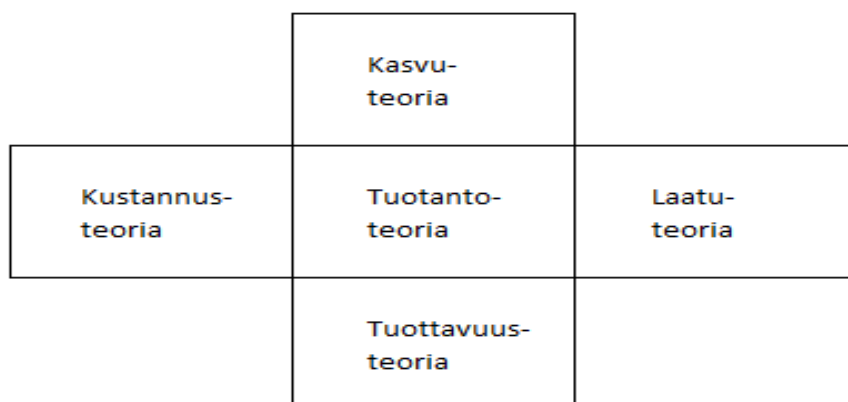 Kasvu-
teoria
Kustannus-
teoria
Tuotanto-
teoria
Laatu-
teoria
Tuottavuus-
teoria